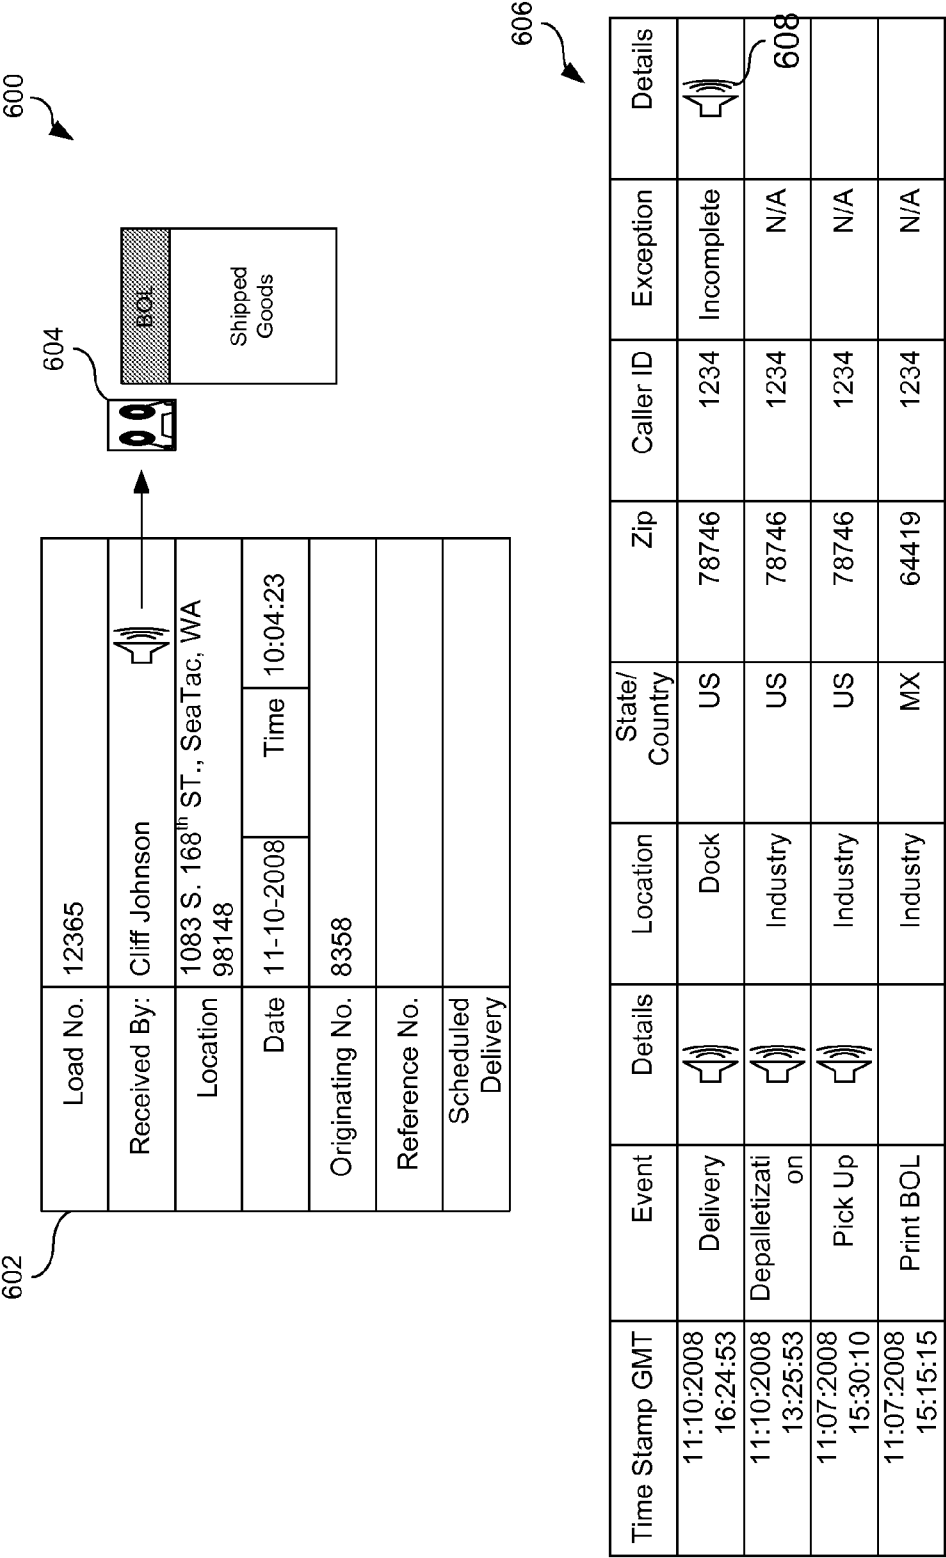 600
602
Load No. 12365
Received By: Cliff Johnson
Location 1083 S. 168th ST., SeaTac, WA
98148
Date 11-10-2008 Time 10:04:23
Originating No. 8358
Reference No.
Scheduled
Delivery
604
BOL
Shipped
Goods
606
Time Stamp GMT Event Details Location State/ Zip Caller ID Exception Details
Country
11:10:2008 Delivery Dock US 78746 1234 Incomplete
16:24:53
608
11:10:2008 Depalletizati Industry US 78746 1234 N/A
13:25:53 on
11:07:2008 Pick Up Industry US 78746 1234 N/A
15:30:10
11:07:2008 Print BOL Industry MX 64419 1234 N/A
15:15:15